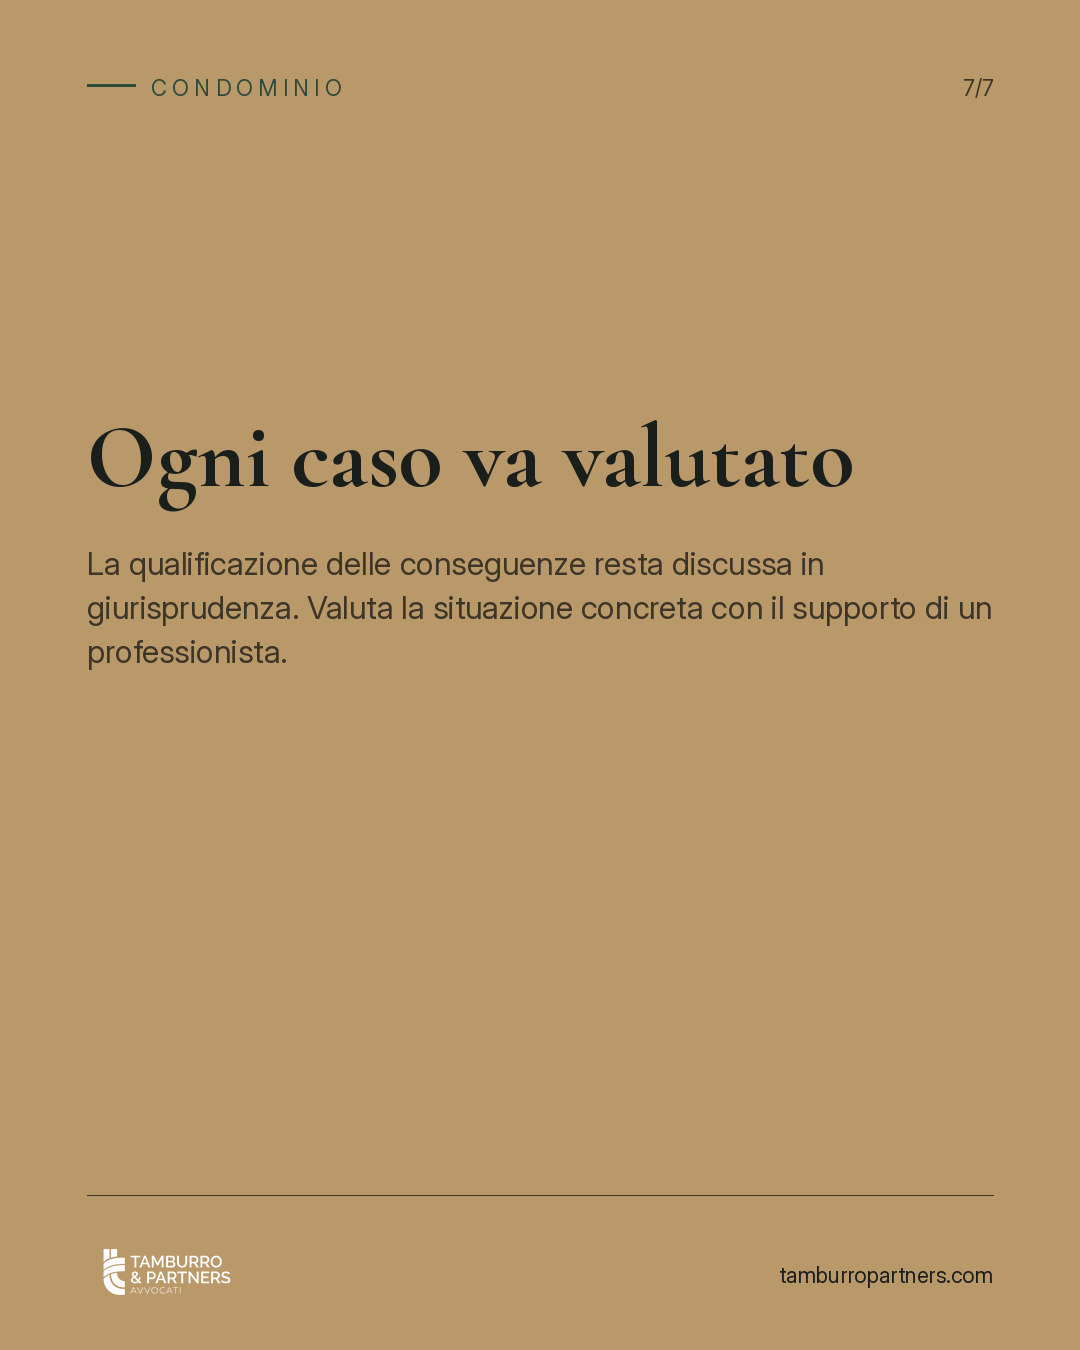 CONDOMINIO
7/7
Ogni caso va valutato
La qualificazione delle conseguenze resta discussa in
giurisprudenza. Valuta la situazione concreta con il supporto di un
professionista.
TAMBURRO
& PARTNERS
AVVOCATI
tamburropartners.com